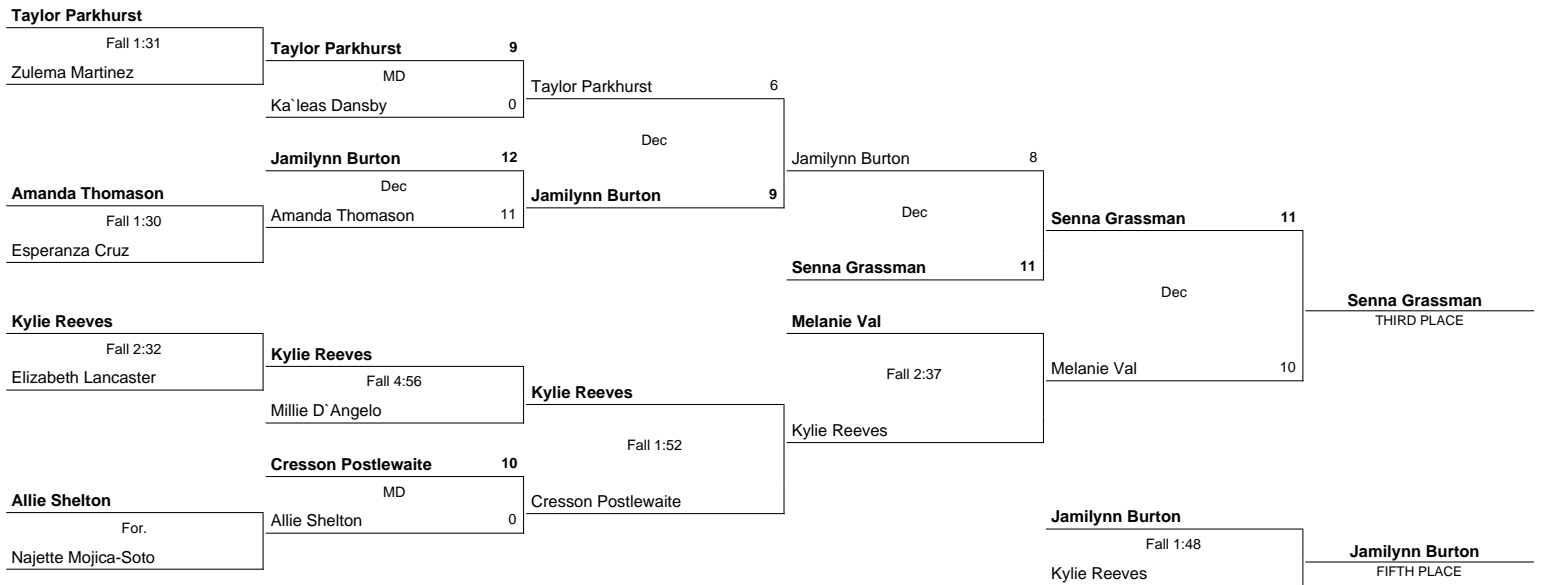 Taylor Parkhurst
Fall 1:31
Zulema Martinez
Amanda Thomason
Fall 1:30
Esperanza Cruz
Kylie Reeves
Fall 2:32
Elizabeth Lancaster
Allie Shelton
For.
Najette Mojica-Soto
Taylor Parkhurst 9
MD
Ka`leas Dansby 0
Jamilynn Burton 12
Dec
Amanda Thomason 11
Kylie Reeves
Fall 4:56
Millie D`Angelo
Cresson Postlewaite 10
MD
Allie Shelton 0
Taylor Parkhurst 6
Dec
Jamilynn Burton 9
Kylie Reeves
Fall 1:52
Cresson Postlewaite
Jamilynn Burton 8
Dec
Senna Grassman 11
Melanie Val
Fall 2:37
Kylie Reeves
Senna Grassman 11
Dec
Melanie Val 10
Senna Grassman
THIRD PLACE
Jamilynn Burton
Fall 1:48
Kylie Reeves
Jamilynn Burton
FIFTH PLACE